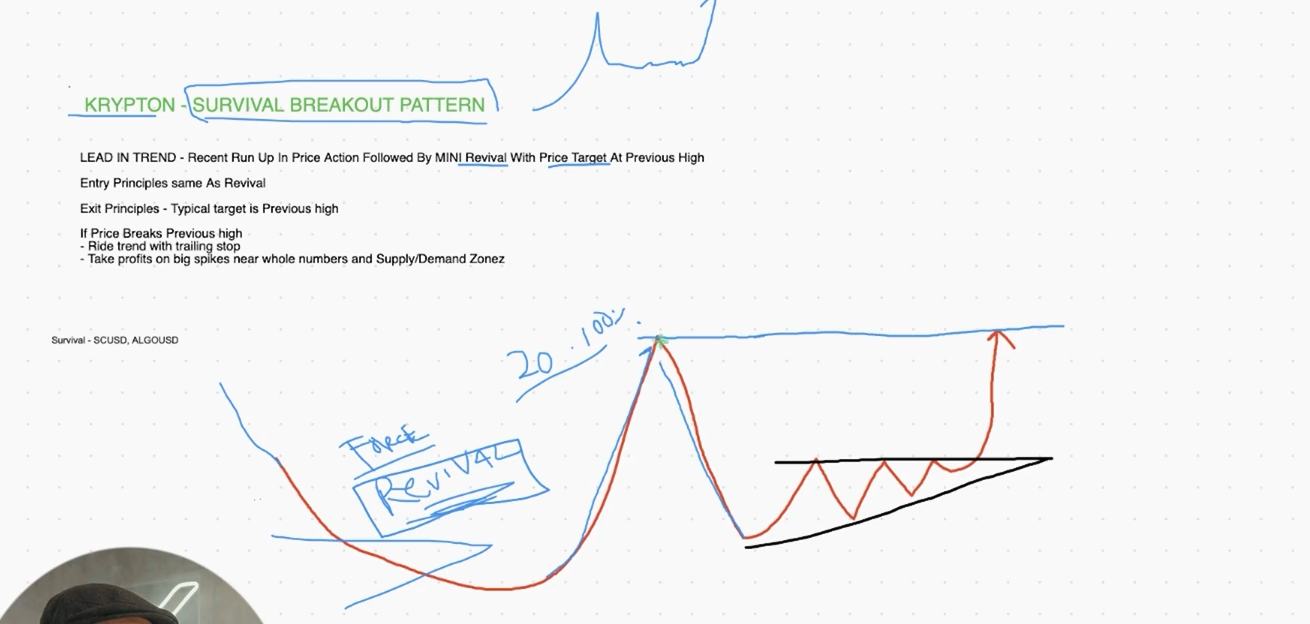 KRYPTON - SURVIVAL BREAKOUT PATTERN
LEAD IN TREND - Recent Run Up In Price Action Followed By MINI Revival With Price Target At Previous High
Entry Principles same As Revival
Exit Principles - Typical target is Previous high
If Price Breaks Previous high
- Ride trend with trailing stop
- Take profits on big spikes near whole numbers and Supply/Demand Zonez
Survival - SCUSD, ALGOUSD
20 . 100%.
REVIVAL